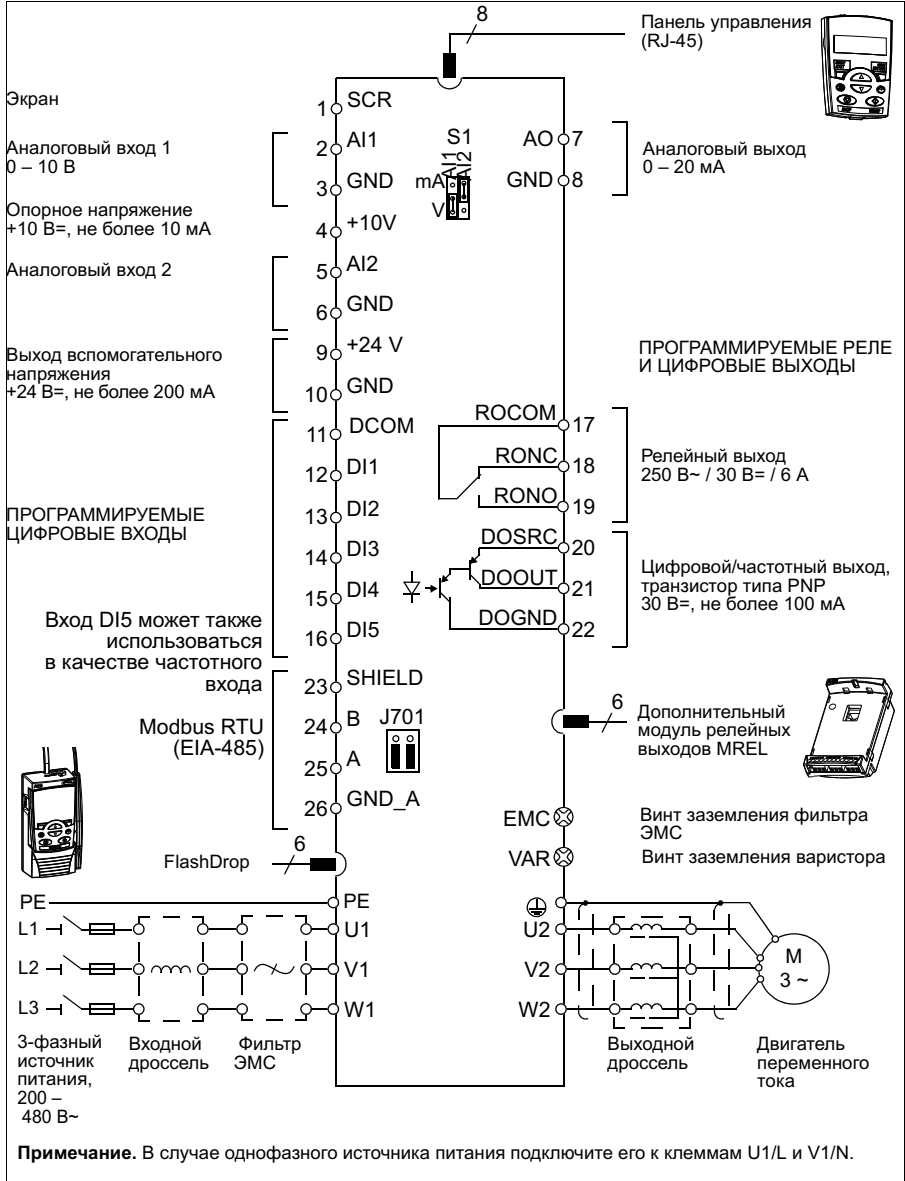 8
Панель управления
(RJ-45)
Экран
1 SCR
Аналоговый вход 1
0 – 10 В
2 AI1
3 GND
S1
AI1
AI2
mA
V
AO 7
GND 8
Аналоговый выход
0 – 20 мА
Опорное напряжение
+10 В=, не более 10 мА
4 +10V
Аналоговый вход 2
5 AI2
6 GND
Выход вспомогательного
напряжения
+24 В=, не более 200 мА
9 +24 V
10 GND
ПРОГРАММИРУЕМЫЕ РЕЛЕ
И ЦИФРОВЫЕ ВЫХОДЫ
11 DCOM
12 DI1
13 DI2
14 DI3
15 DI4
16 DI5
ПРОГРАММИРУЕМЫЕ
ЦИФРОВЫЕ ВХОДЫ
Вход DI5 может также
использоваться
в качестве частотного
входа
ROCOM 17
RONC 18
RONO 19
Релейный выход
250 В~ / 30 В= / 6 А
DOSRC 20
DOOUT 21
DOGND 22
Цифровой/частотный выход,
транзистор типа PNP
30 В=, не более 100 мА
23 SHIELD
24 B
25 A
26 GND_A
J701
Modbus RTU
(EIA-485)
6
Дополнительный
модуль релейных
выходов MREL
EMC
Винт заземления фильтра
ЭМС
VAR
Винт заземления варистора
FlashDrop
6
PE
PE
L1
U1
U2
L2
V1
V2
L3
W1
W2
M
3 ~
3-фазный
источник
питания,
200 –
480 В~
Входной
дроссель
Фильтр
ЭМС
Выходной
дроссель
Двигатель
переменного
тока
Примечание. В случае однофазного источника питания подключите его к клеммам U1/L и V1/N.